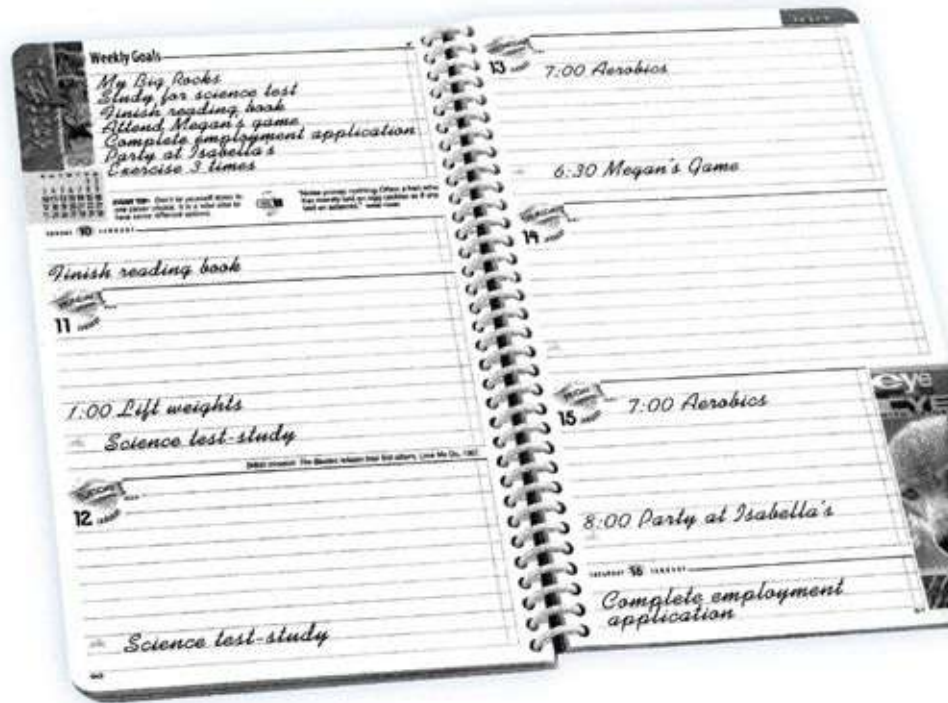 Weekly Goals
My Big Rocks
Study for science test
Finish reading book
Attend Megan's game
Complete employment application
Party at Isabella's
Exercise 3 times
10
Finish reading book
11
1:00 Lift weights
Science test-study
12
Science test-study
13
7:00 Aerobics
6:30 Megan's Game
14
15
7:00 Aerobics
8:00 Party at Isabella's
16
Complete employment
application
eye